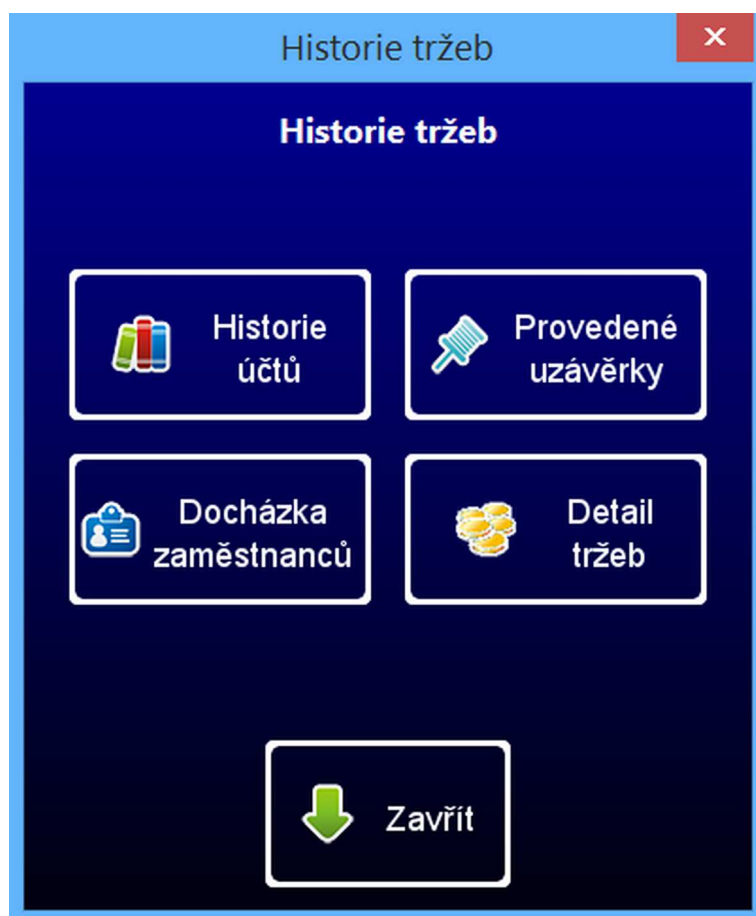 Historie tržeb
Historie tržeb
Historie
účtů
Provedené
uzávěrky
Docházka
zaměstnanců
Detail
tržeb
Zavřít